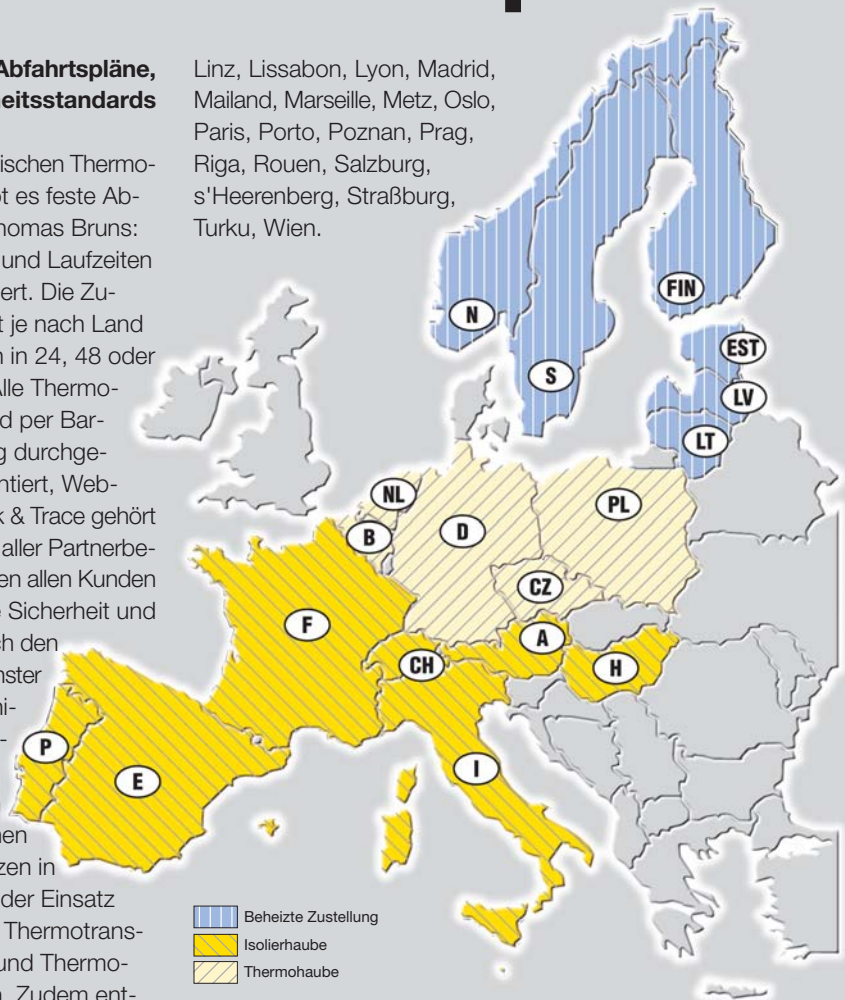 Abfahrtspläne,
eitsstandards
ischen Thermo-
t es feste Ab-
homas Bruns:
und Laufzeiten
ert. Die Zu-
t je nach Land
n in 24, 48 oder
Alle Thermo-
d per Bar-
g durchge-
ntiert, Web-
k & Trace gehört
aller Partnerbe-
en allen Kunden
e Sicherheit und
ch den
nster
ni-
-
nen
zen in
der Einsatz
Thermotrans-
und Thermo-
n. Zudem ent-
Linz, Lissabon, Lyon, Madrid,
Mailand, Marseille, Metz, Oslo,
Paris, Porto, Poznan, Prag,
Riga, Rouen, Salzburg,
s'Heerenberg, Straßburg,
Turku, Wien.
N
S
FIN
EST
LV
LT
NL
B
D
PL
CZ
F
CH
A
H
P
E
I
Beheizte Zustellung
Isolierhaube
Thermohaube